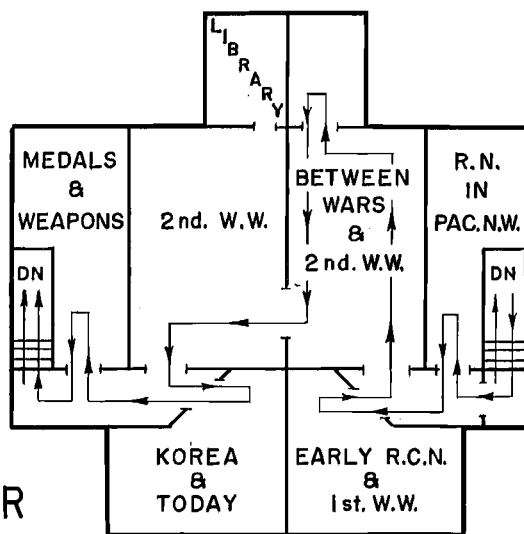 LIBRARY
MEDALS
&
WEAPONS
2nd. W.W.
BETWEEN
WARS
&
2nd. W.W.
R.N.
IN
PAC.N.W.
DN
DN
KOREA
&
TODAY
EARLY R.C.N.
&
1st. W.W.
R